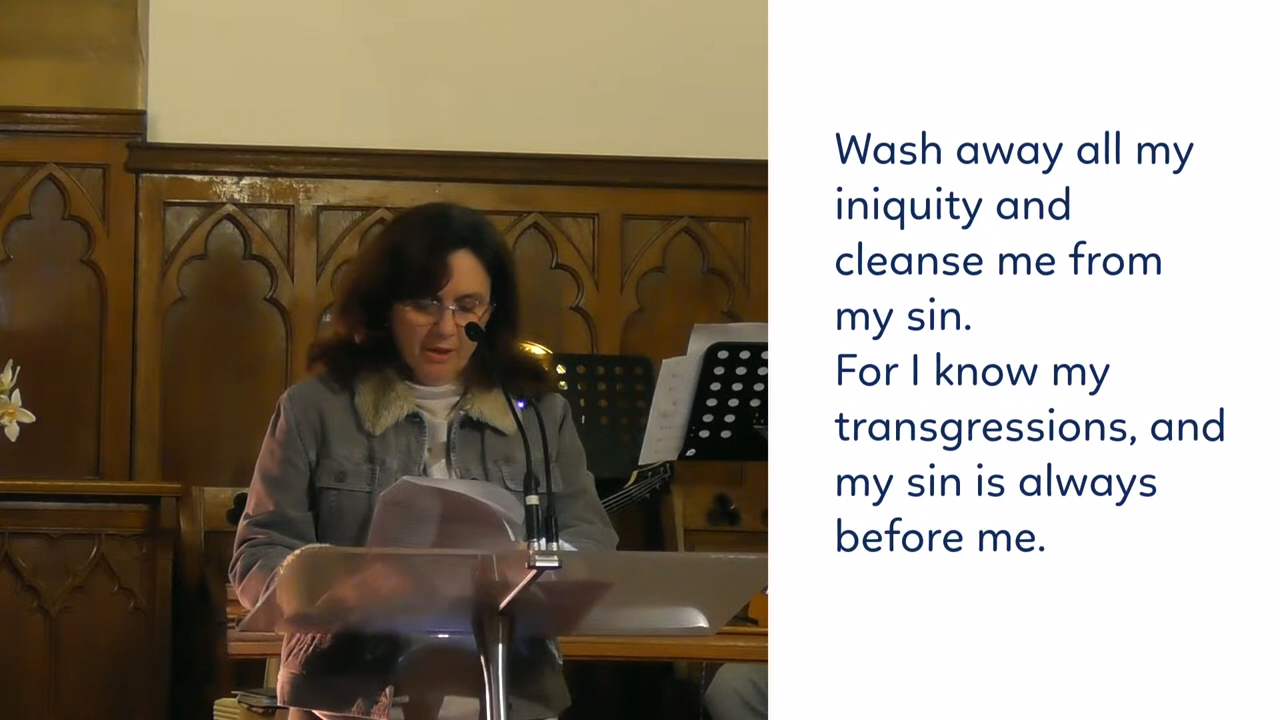 Wash away all my
iniquity and
cleanse me from
my sin.
For I know my
transgressions, and
my sin is always
before me.